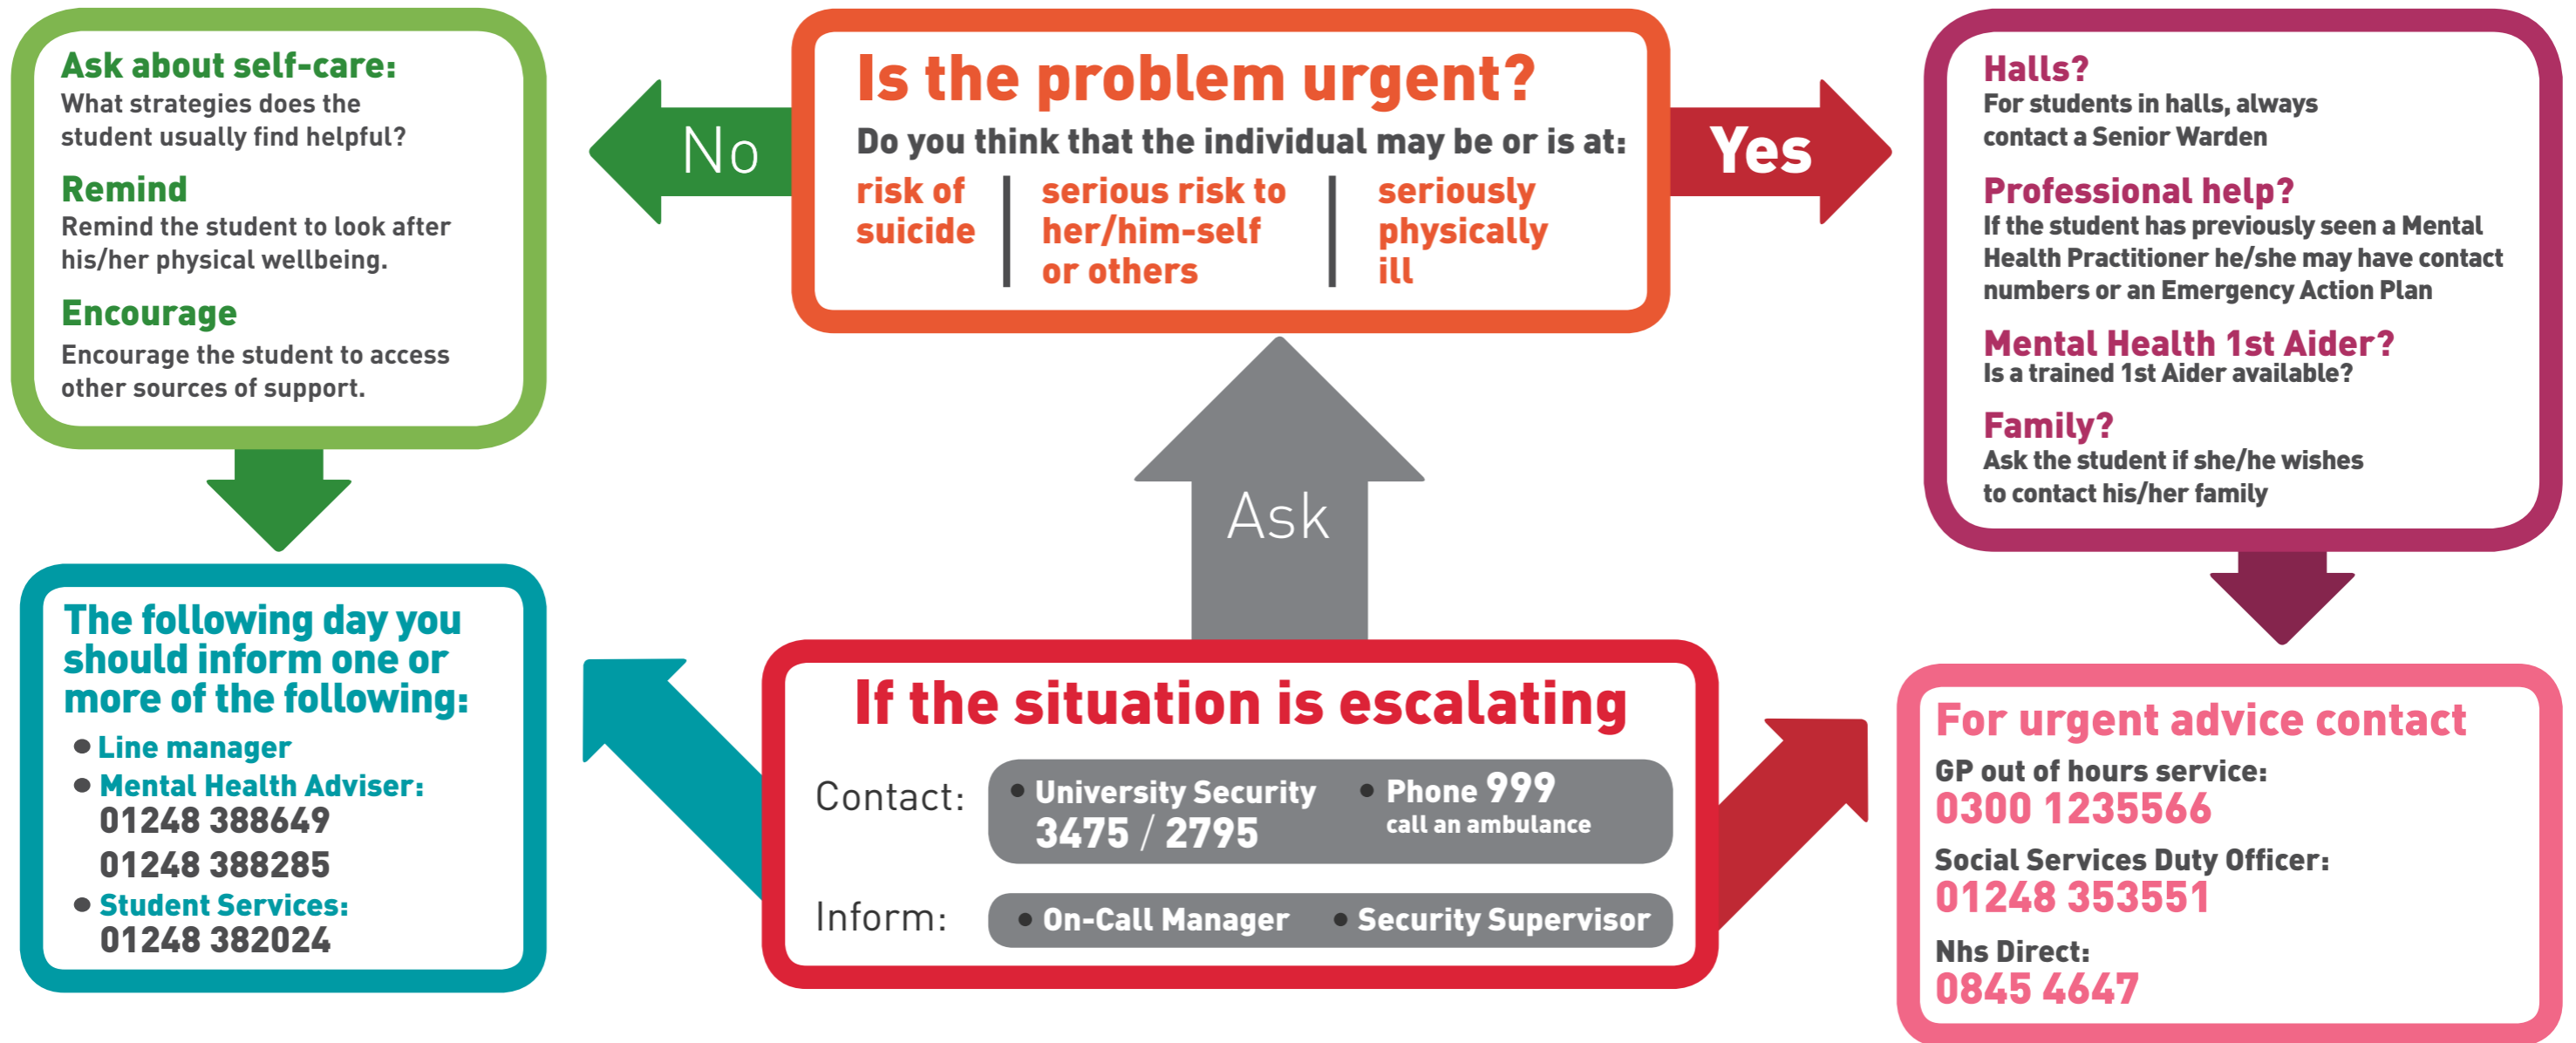 Ask about self-care:
What strategies does the
student usually find helpful?
Remind
Remind the student to look after
his/her physical wellbeing.
Encourage
Encourage the student to access
other sources of support.
No
Is the problem urgent?
Do you think that the individual may be or is at:
risk of
suicide
serious risk to
her/him-self
or others
seriously
physically
ill
Yes
Halls?
For students in halls, always
contact a Senior Warden
Professional help?
If the student has previously seen a Mental
Health Practitioner he/she may have contact
numbers or an Emergency Action Plan
Mental Health 1st Aider?
Is a trained 1st Aider available?
Family?
Ask the student if she/he wishes
to contact his/her family
Ask
The following day you
should inform one or
more of the following:
• Line manager
• Mental Health Adviser:
01248 388649
01248 388285
• Student Services:
01248 382024
If the situation is escalating
Contact:
• University Security
3475 / 2795
• Phone 999
call an ambulance
Inform:
• On-Call Manager
• Security Supervisor
For urgent advice contact
GP out of hours service:
0300 1235566
Social Services Duty Officer:
01248 353551
Nhs Direct:
0845 4647